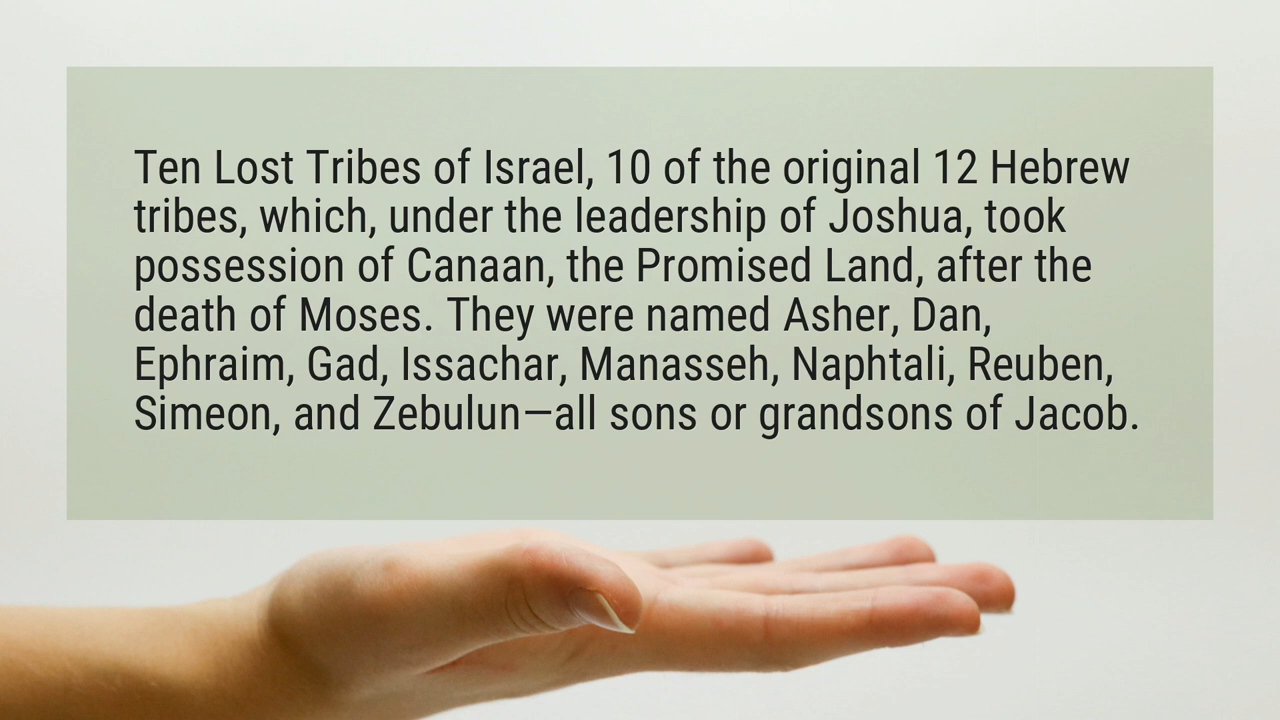 Ten Lost Tribes of Israel, 10 of the original 12 Hebrew
tribes, which, under the leadership of Joshua, took
possession of Canaan, the Promised Land, after the
death of Moses. They were named Asher, Dan,
Ephraim, Gad, Issachar, Manasseh, Naphtali, Reuben,
Simeon, and Zebulun—all sons or grandsons of Jacob.